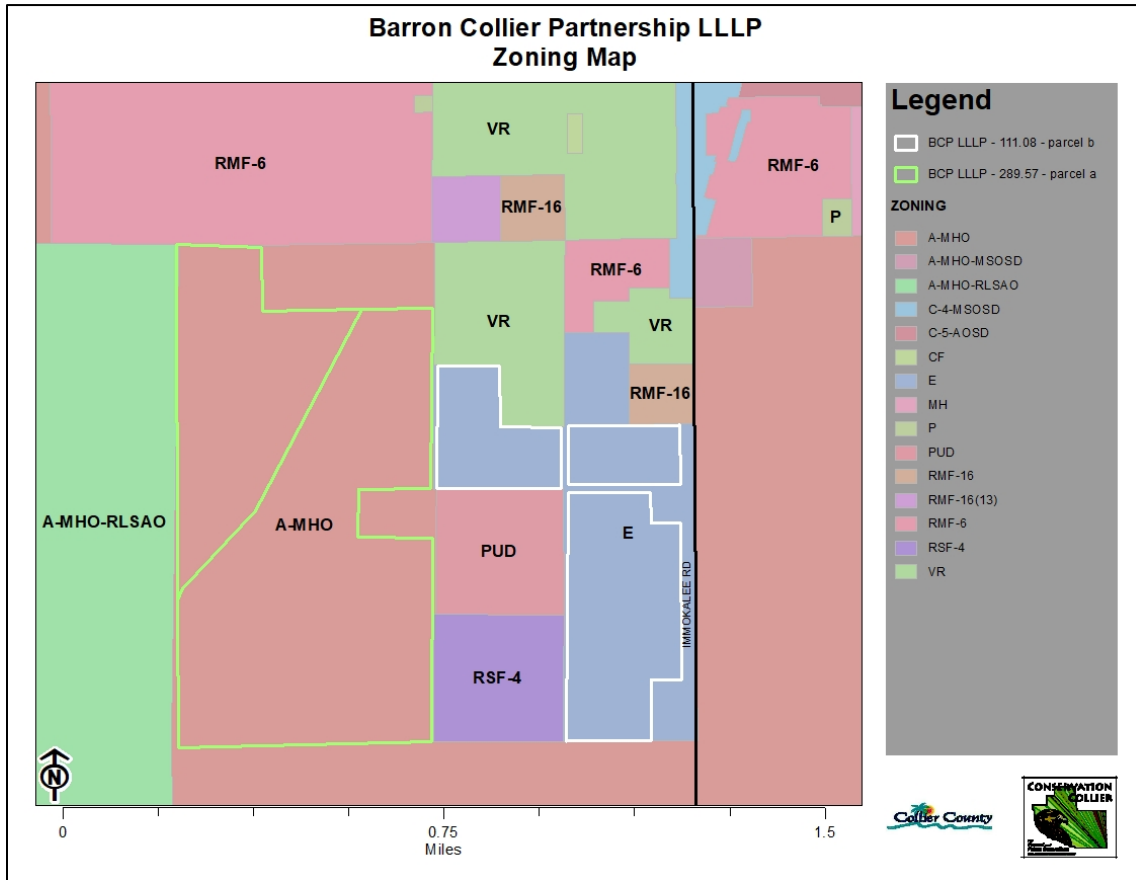 Barron Collier Partnership LLLP
Zoning Map
VR
RMF-6
RMF-6
RMF-16
P
RMF-6
VR
VR
RMF-16
A-MHO-RLSAO
A-MHO
E
PUD
IMMOKALEE RD
RSF-4
N
0
0.75
1.5
Miles
Legend
BCP LLLP - 111.08 - parcel b
BCP LLLP - 289.57 - parcel a
ZONING
A-MHO
A-MHO-MSOSD
A-MHO-RLSAO
C-4-MSOSD
C-5-AOSD
CF
E
MH
P
PUD
RMF-16
RMF-16(13)
RMF-6
RSF-4
VR
Collier County
CONSERVATION
COLLIER